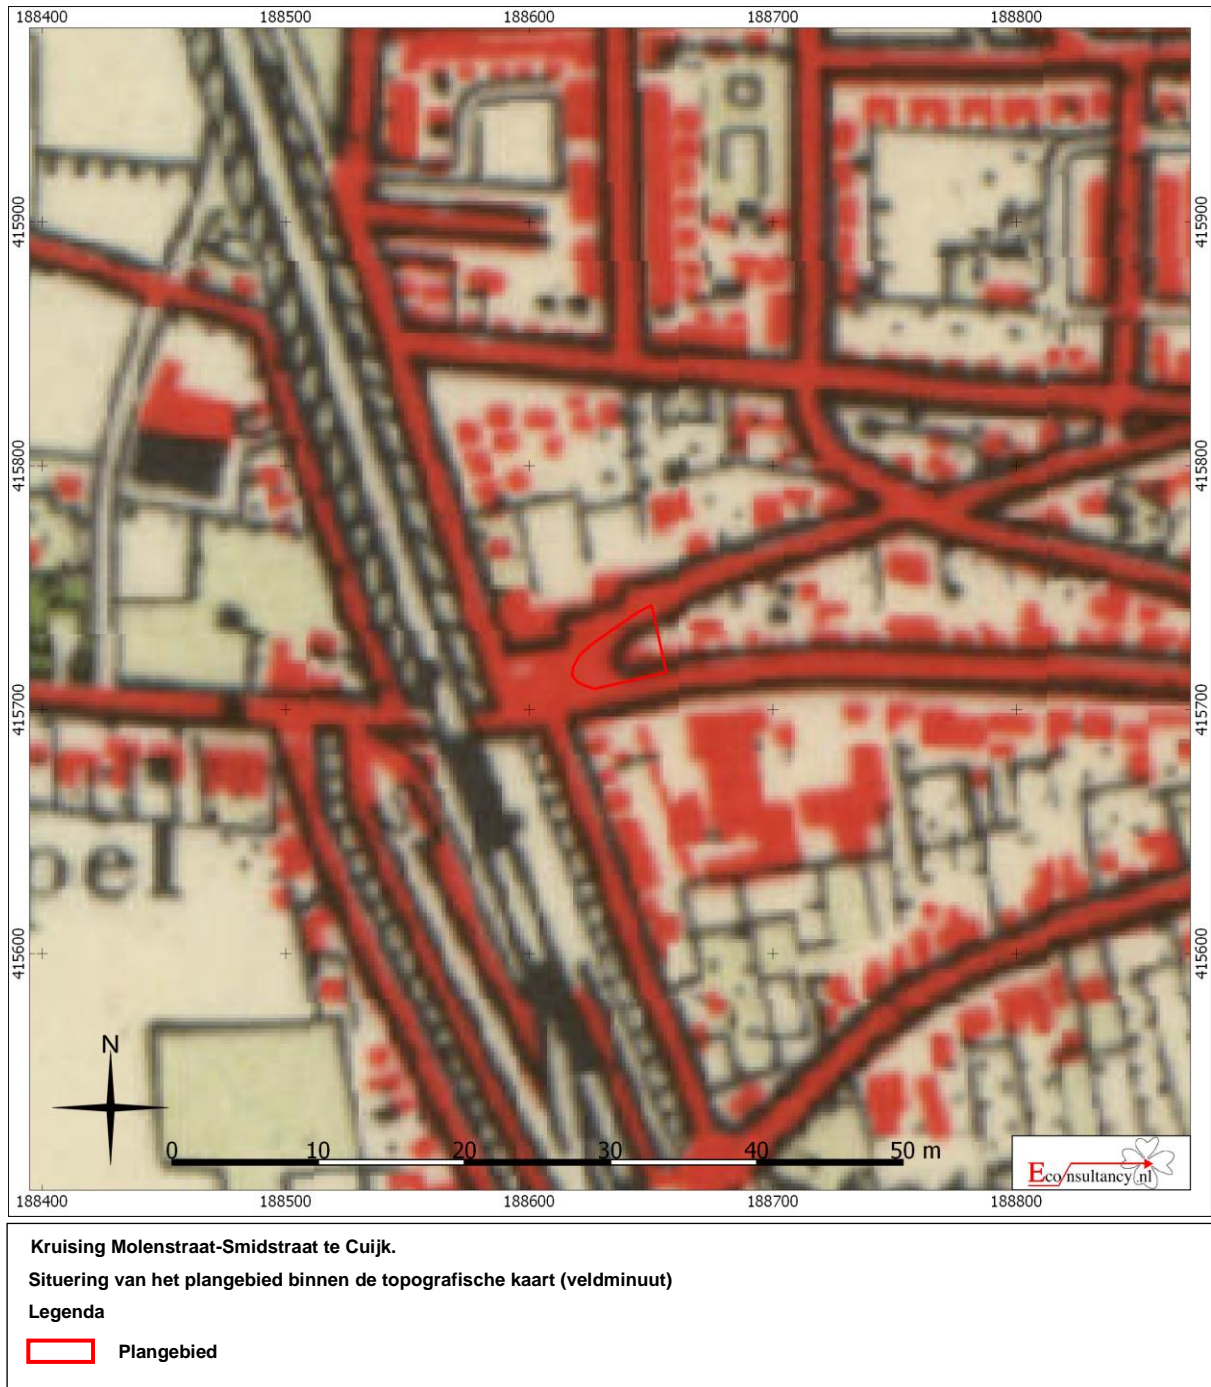 188400 188500 188600 188700 188800
415900 415900
415800 415800
415700 415700
pel
415600 415600
N
0 10 20 30 40 50 m
Econsultancy.nl
188400 188500 188600 188700 188800
Kruising Molenstraat-Smidstraat te Cuijk.
Situering van het plangebied binnen de topografische kaart (veldminuut)
Legenda
Plangebied